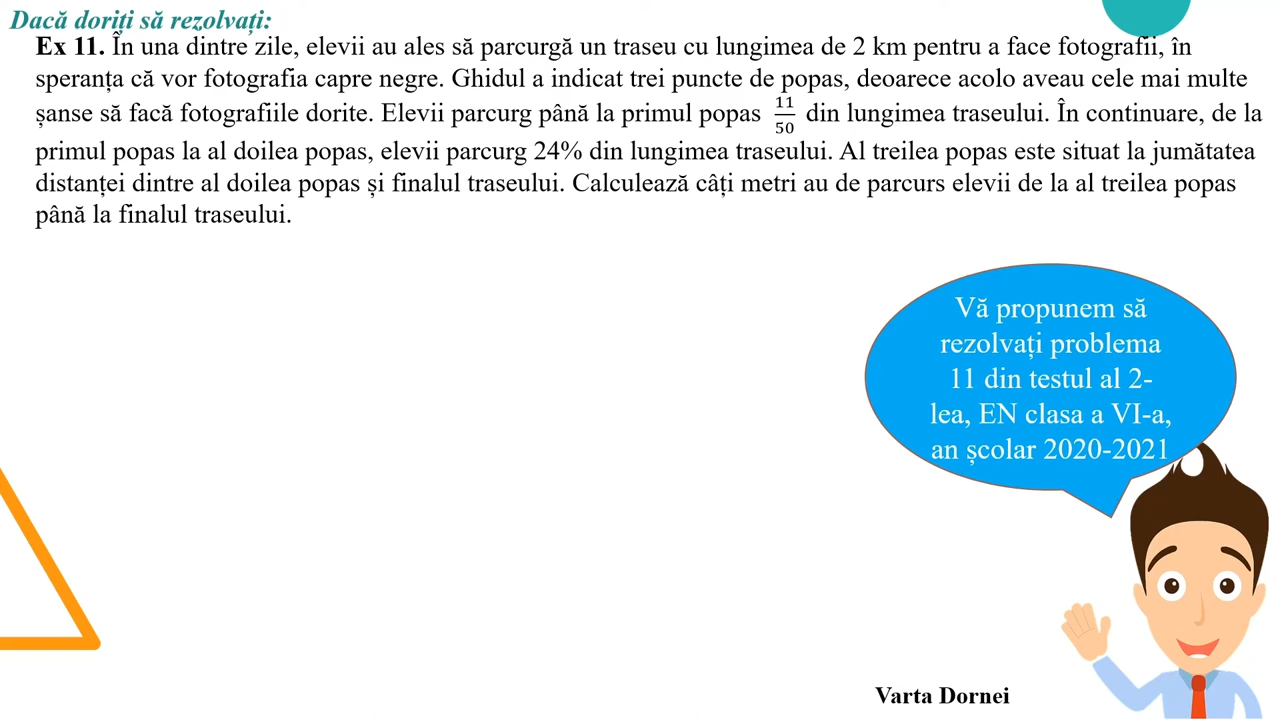 Dacă doriți să rezolvați:
Ex 11. În una dintre zile, elevii au ales să parcurgă un traseu cu lungimea de 2 km pentru a face fotografii, în
speranța că vor fotografia capre negre. Ghidul a indicat trei puncte de popas, deoarece acolo aveau cele mai multe
șanse să facă fotografiile dorite. Elevii parcurg până la primul popas 11/50 din lungimea traseului. În continuare, de la
primul popas la al doilea popas, elevii parcurg 24% din lungimea traseului. Al treilea popas este situat la jumătatea
distanței dintre al doilea popas și finalul traseului. Calculează câți metri au de parcurs elevii de la al treilea popas
până la finalul traseului.
Vă propunem să
rezolvați problema
11 din testul al 2-
lea, EN clasa a VI-a,
an școlar 2020-2021
Varta Dornei